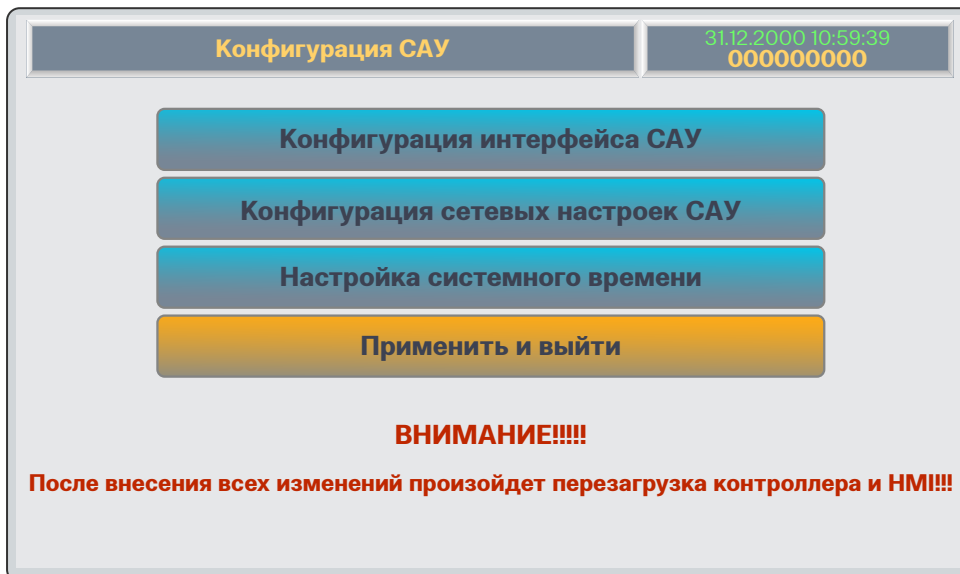 Конфигурация САУ
31.12.2000 10:59:39
000000000
Конфигурация интерфейса САУ
Конфигурация сетевых настроек САУ
Настройка системного времени
Применить и выйти
ВНИМАНИЕ!!!!!
После внесения всех изменений произойдет перезагрузка контроллера и HMI!!!